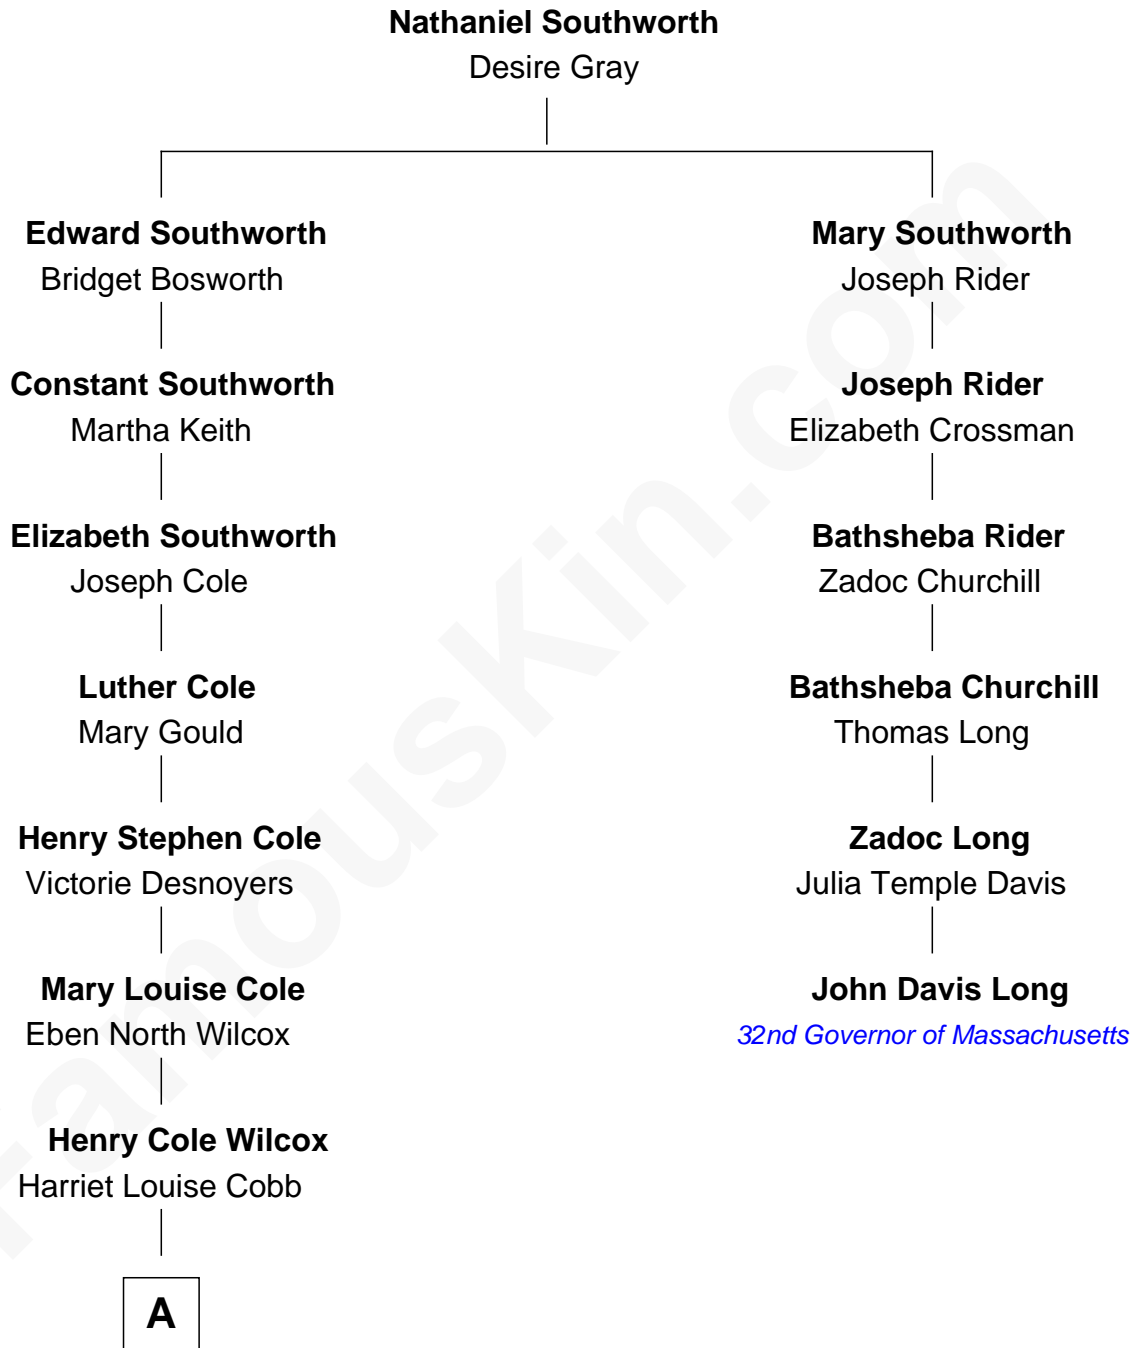 Nathaniel Southworth
Desire Gray
Edward Southworth
Bridget Bosworth
Mary Southworth
Joseph Rider
Constant Southworth
Martha Keith
Joseph Rider
Elizabeth Crossman
Elizabeth Southworth
Joseph Cole
Bathsheba Rider
Zadoc Churchill
Luther Cole
Mary Gould
Bathsheba Churchill
Thomas Long
Henry Stephen Cole
Victorie Desnoyers
Zadoc Long
Julia Temple Davis
Mary Louise Cole
Eben North Wilcox
John Davis Long
32nd Governor of Massachusetts
Henry Cole Wilcox
Harriet Louise Cobb
A
FamousKin.com